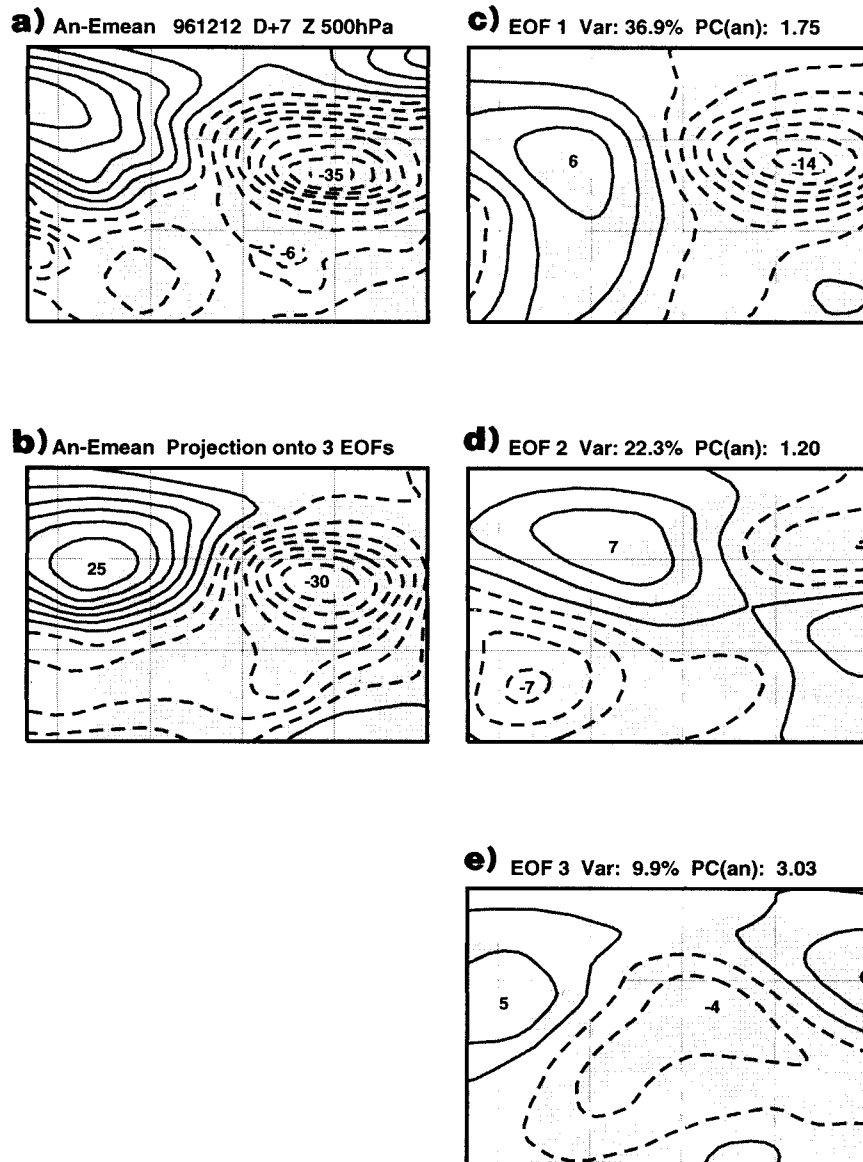 a) An-Emean 961212 D+7 Z 500hPa
-35
-6
b) An-Emean Projection onto 3 EOFs
25
-30
c) EOF 1 Var: 36.9% PC(an): 1.75
6
-14
d) EOF 2 Var: 22.3% PC(an): 1.20
7
-7
e) EOF 3 Var: 9.9% PC(an): 3.03
5
-4